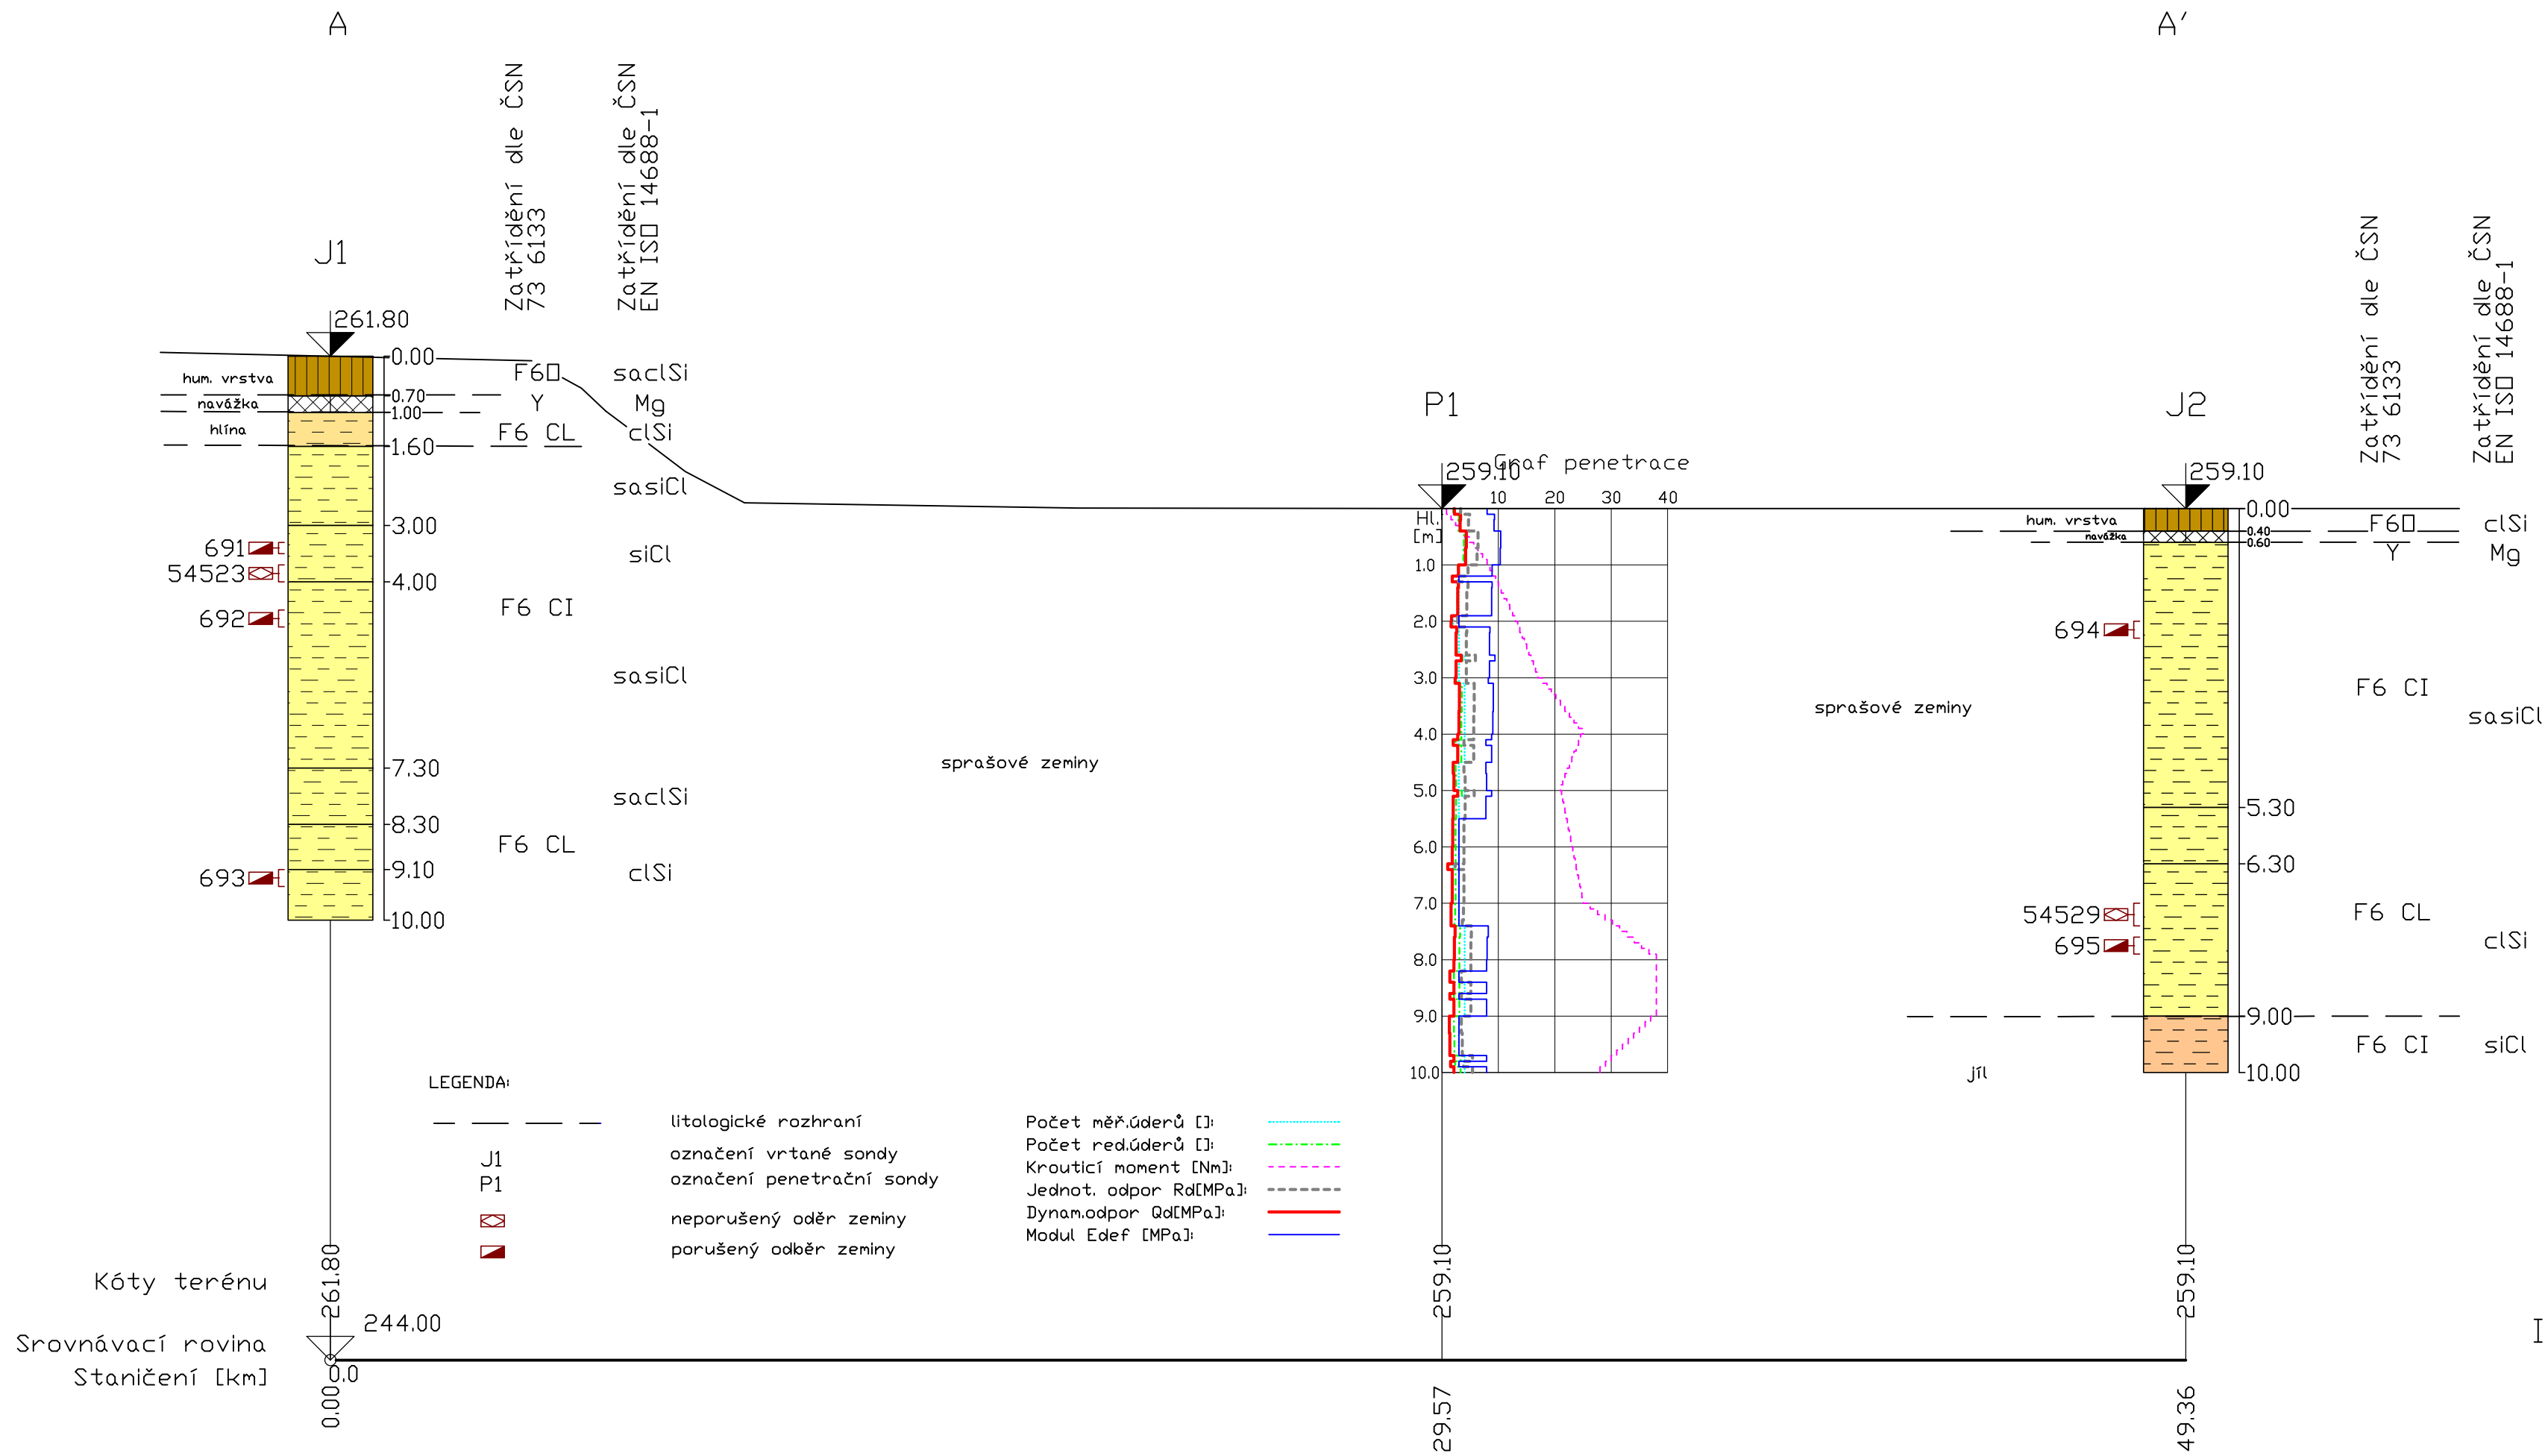 A
A'
Zatřídění dle ČSN
73 6133
Zatřídění dle ČSN
EN ISO 14688-1
J1
261.80
0.00
hum. vrstva
F6O
saclSi
0.70
navážka
Y
Mg
1.00
hlína
F6 CL
clSi
1.60
sasiCl
3.00
691
siCl
54523
4.00
692
F6 CI
sasiCl
7.30
saclSi
8.30
F6 CL
9.10
693
clSi
10.00
sprašové zeminy
P1
Graf penetrace
259.10
10 20 30 40
Hl.
[m]
1.0
2.0
3.0
4.0
5.0
6.0
7.0
8.0
9.0
10.0
sprašové zeminy
Zatřídění dle ČSN
73 6133
Zatřídění dle ČSN
EN ISO 14688-1
J2
259.10
0.00
hum. vrstva
F6O
clSi
0.40
navážka
0.60
Y
Mg
694
F6 CI
sasiCl
5.30
6.30
54529
F6 CL
695
clSi
9.00
F6 CI
siCl
jíl
10.00
LEGENDA:
litologické rozhraní
J1
označení vrtané sondy
P1
označení penetrační sondy
neporušený oděr zeminy
porušený odběr zeminy
Počet měř.úderů []:
Počet red.úderů []:
Krouticí moment [Nm]:
Jednot. odpor Rd[MPa]:
Dynam.odpor Qd[MPa]:
Modul Edef [MPa]:
Kóty terénu
261.80
259.10
259.10
244.00
Srovnávací rovina
I
Staničení [km]
0.0
0.00
29.57
49.36